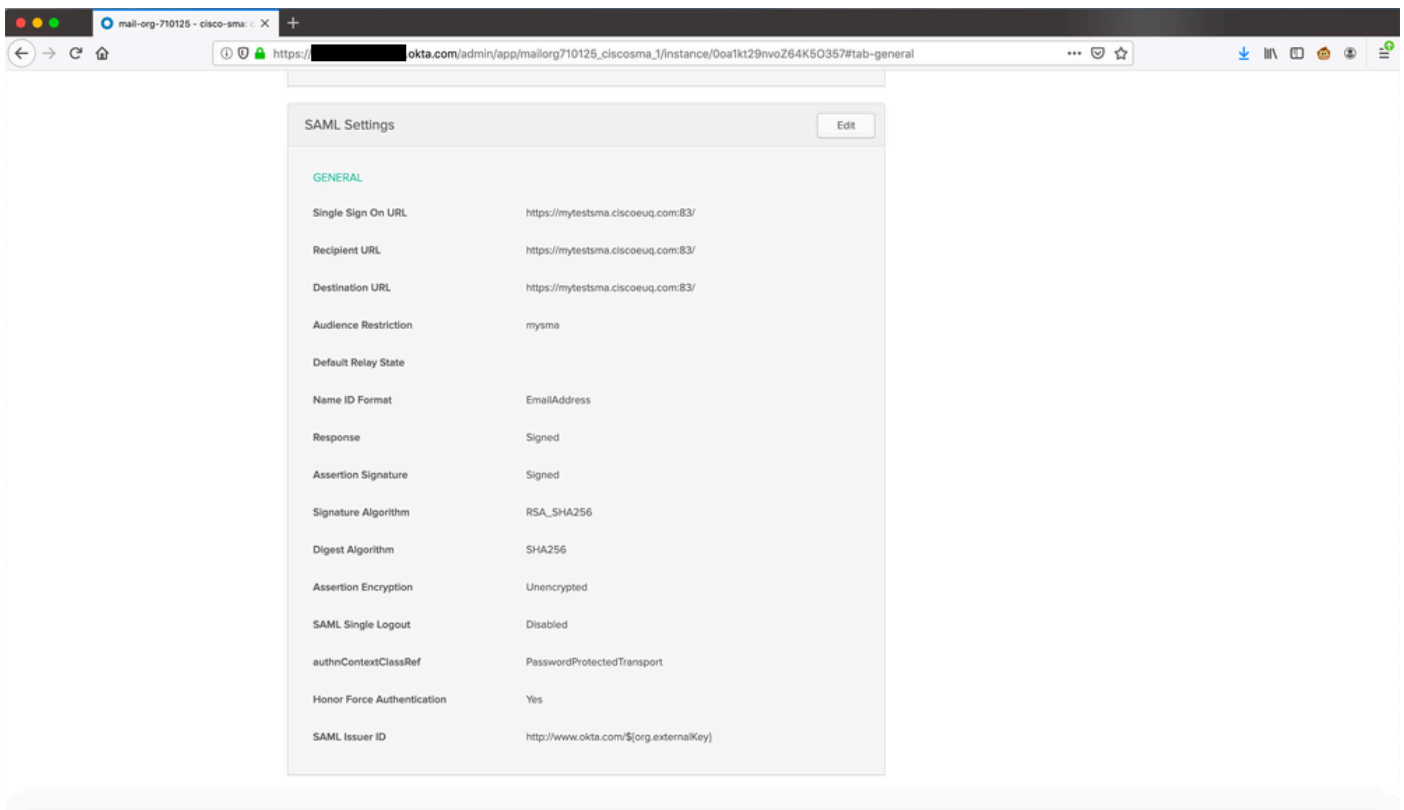 mail-org-710125 - cisco-sma: c
https://
.okta.com/admin/app/mailorg710125_ciscosma_1/instance/0oa1kt29nvoZ64K5O357#tab-general
SAML Settings
Edit
GENERAL
Single Sign On URL https://mytestsma.ciscoeuq.com:83/
Recipient URL https://mytestsma.ciscoeuq.com:83/
Destination URL https://mytestsma.ciscoeuq.com:83/
Audience Restriction mysma
Default Relay State
Name ID Format EmailAddress
Response Signed
Assertion Signature Signed
Signature Algorithm RSA_SHA256
Digest Algorithm SHA256
Assertion Encryption Unencrypted
SAML Single Logout Disabled
authnContextClassRef PasswordProtectedTransport
Honor Force Authentication Yes
SAML Issuer ID http://www.okta.com/${org.externalKey}